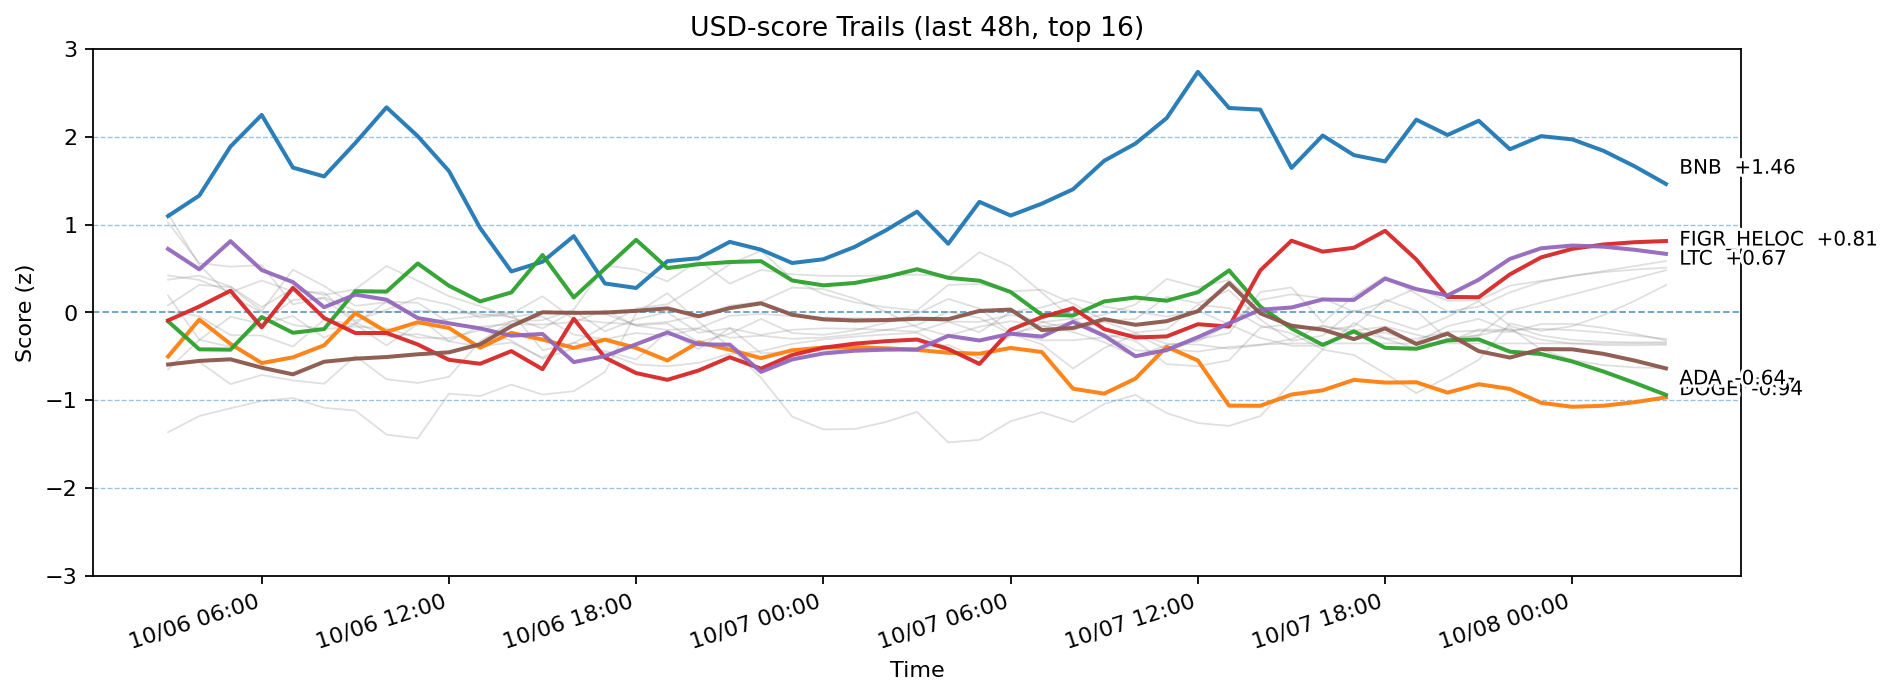 USD-score Trails (last 48h, top 16)
Score (z)
3
2
1
0
−1
−2
−3
BNB +1.46
FIGR_HELOC +0.81
LTC +0.67
ADA -0.64
DOGE -0.94
10/06 06:00
10/06 12:00
10/06 18:00
10/07 00:00
10/07 06:00
10/07 12:00
10/07 18:00
10/08 00:00
Time